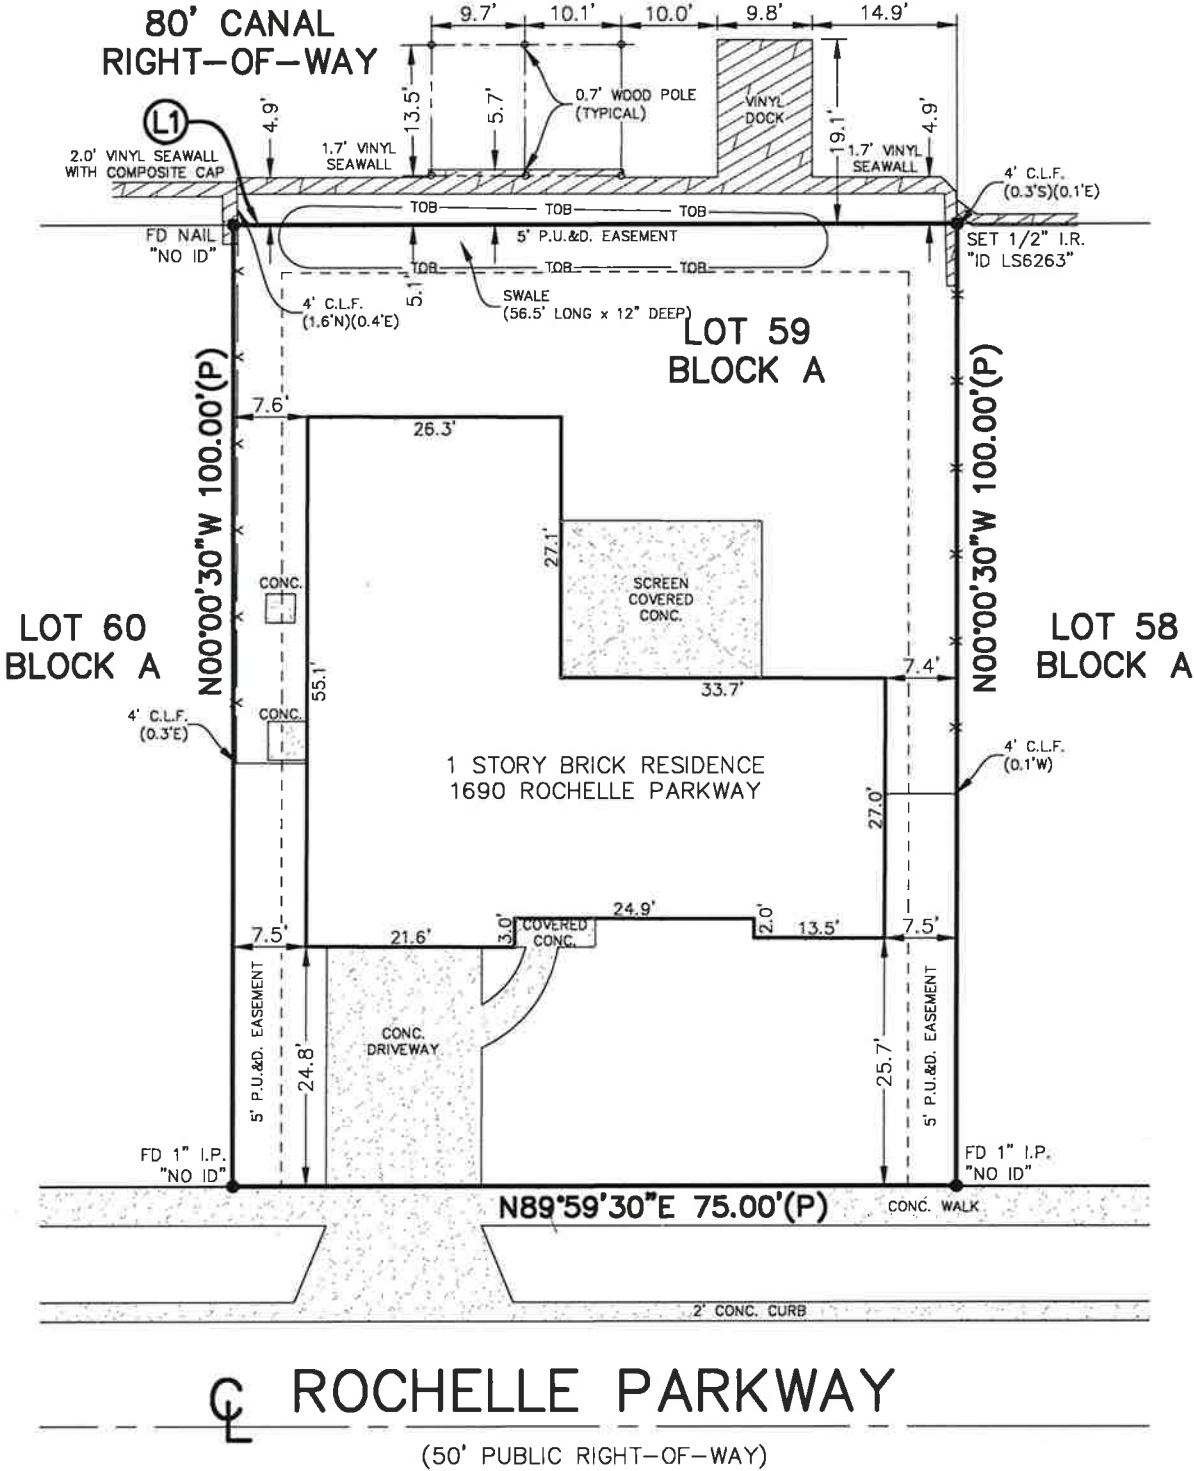 80' CANAL
RIGHT-OF-WAY
9.7'
10.1'
10.0'
9.8'
14.9'
L1
4.9'
13.5'
5.7'
0.7' WOOD POLE
(TYPICAL)
VINYL
DOCK
19.1'
4.9'
2.0' VINYL SEAWALL
WITH COMPOSITE CAP
1.7' VINYL
SEAWALL
1.7' VINYL
SEAWALL
4' C.L.F.
(0.3'S)(0.1'E)
TOB
TOB
TOB
FD NAIL
"NO ID"
5' P.U.&D. EASEMENT
SET 1/2" I.R.
"ID LS6263"
TOB
TOB
TOB
5.1'
4' C.L.F.
(1.6'N)(0.4'E)
SWALE
(56.5' LONG x 12" DEEP)
LOT 59
BLOCK A
N00°00'30"W 100.00'(P)
N00°00'30"W 100.00'(P)
7.6'
26.3'
27.1'
CONC.
SCREEN
COVERED
CONC.
LOT 60
BLOCK A
LOT 58
BLOCK A
55.1'
33.7'
7.4'
CONC.
4' C.L.F.
(0.3'E)
4' C.L.F.
(0.1'W)
1 STORY BRICK RESIDENCE
1690 ROCHELLE PARKWAY
27.0'
24.9'
3.0'
COVERED
CONC.
2.0'
13.5'
7.5'
7.5'
21.6'
5' P.U.&D. EASEMENT
24.8'
CONC.
DRIVEWAY
25.7'
5' P.U.&D. EASEMENT
FD 1" I.P.
"NO ID"
FD 1" I.P.
"NO ID"
N89°59'30"E 75.00'(P)
CONC. WALK
2' CONC. CURB
CL ROCHELLE PARKWAY
(50' PUBLIC RIGHT-OF-WAY)